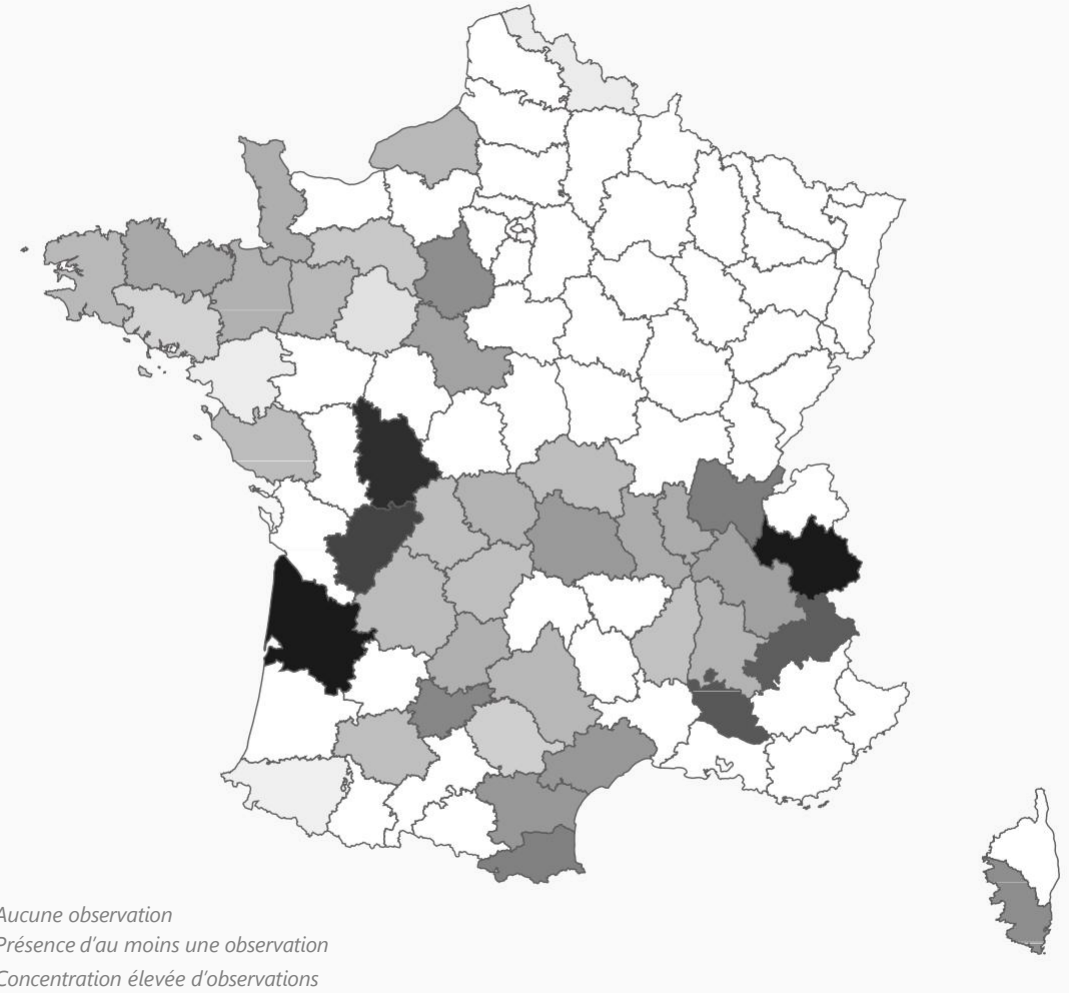 Aucune observation
Présence d'au moins une observation
Concentration élevée d'observations